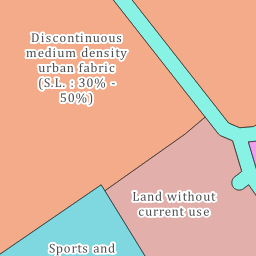 Discontinuous
medium density
urban fabric
(S.L. : 30% -
50%)
Land without
current use
Sports and